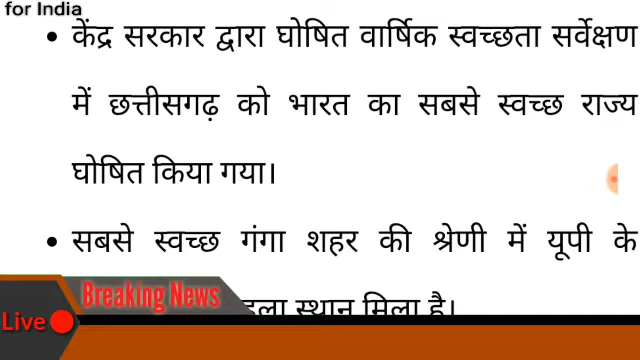 for India
• केंद्र सरकार द्वारा घोषित वार्षिक स्वच्छता सर्वेक्षण
में छत्तीसगढ़ को भारत का सबसे स्वच्छ राज्य
घोषित किया गया।
• सबसे स्वच्छ गंगा शहर की श्रेणी में यूपी के
स्थान मिला है।
Breaking News
Live